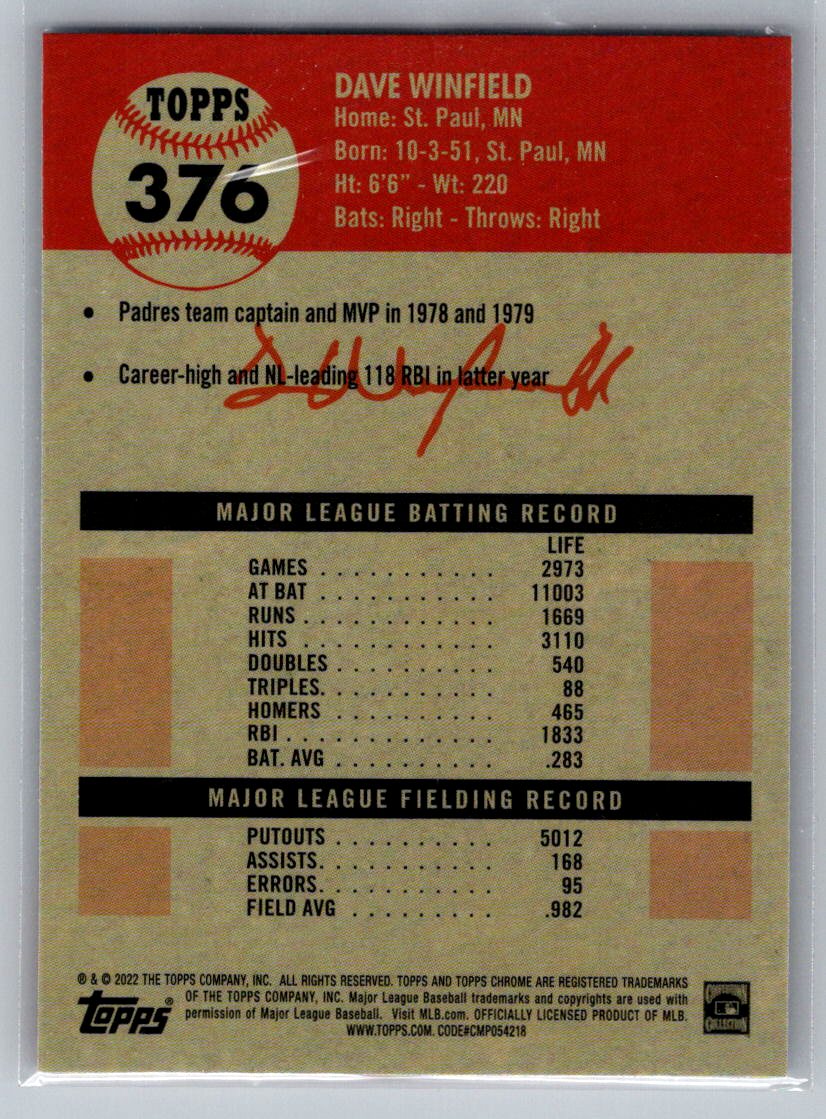 TOPPS
376
DAVE WINFIELD
Home: St. Paul, MN
Born: 10-3-51, St. Paul, MN
Ht: 6'6" - Wt: 220
Bats: Right - Throws: Right
• Padres team captain and MVP in 1978 and 1979
• Career-high and NL-leading 118 RBI in latter year
MAJOR LEAGUE BATTING RECORD
LIFE
GAMES . . . . . . . . . . . 2973
AT BAT . . . . . . . . . . . 11003
RUNS . . . . . . . . . . . . 1669
HITS . . . . . . . . . . . . 3110
DOUBLES . . . . . . . . . . 540
TRIPLES. . . . . . . . . . . 88
HOMERS . . . . . . . . . . 465
RBI . . . . . . . . . . . . . 1833
BAT. AVG . . . . . . . . . . .283
MAJOR LEAGUE FIELDING RECORD
PUTOUTS . . . . . . . . . . 5012
ASSISTS. . . . . . . . . . . 168
ERRORS. . . . . . . . . . . 95
FIELD AVG . . . . . . . . . .982
® & © 2022 THE TOPPS COMPANY, INC. ALL RIGHTS RESERVED. TOPPS AND TOPPS CHROME ARE REGISTERED TRADEMARKS
OF THE TOPPS COMPANY, INC. Major League Baseball trademarks and copyrights are used with
permission of Major League Baseball. Visit MLB.com. OFFICIALLY LICENSED PRODUCT OF MLB.
WWW.TOPPS.COM. CODE#CMP054218
Topps®
COOPERSTOWN
COLLECTION